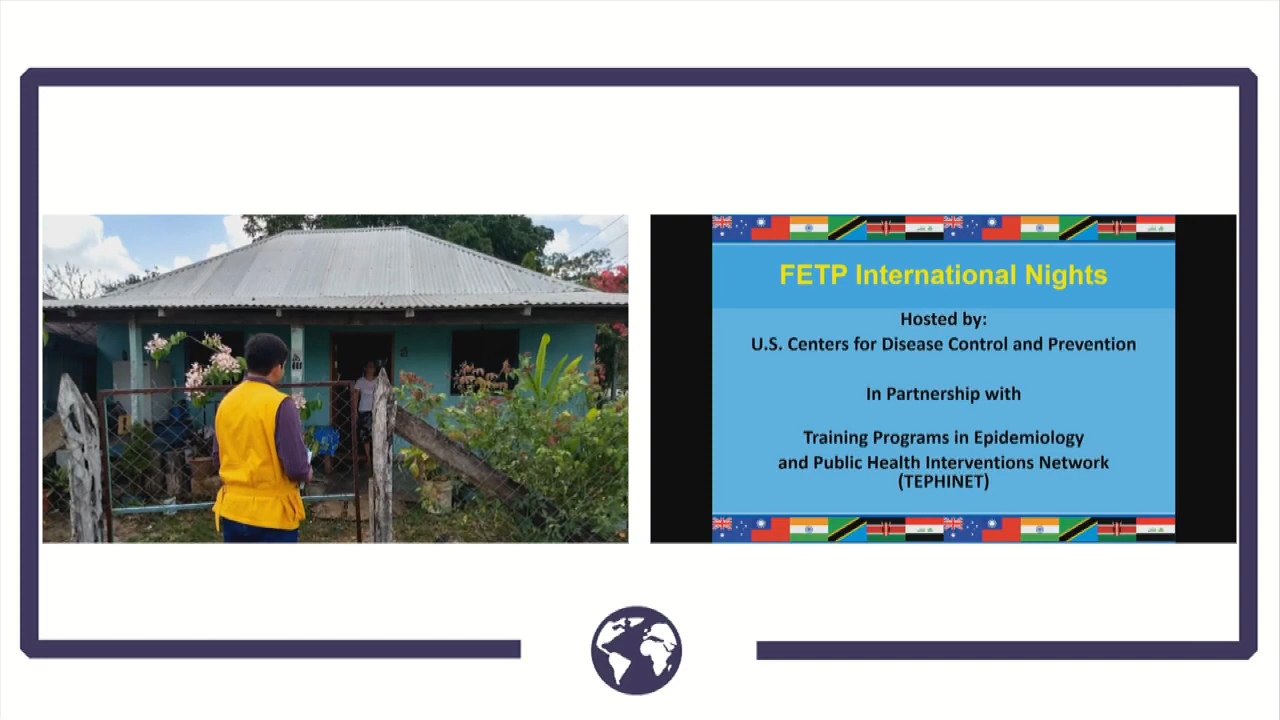 FETP International Nights
Hosted by:
U.S. Centers for Disease Control and Prevention
In Partnership with
Training Programs in Epidemiology
and Public Health Interventions Network
(TEPHINET)